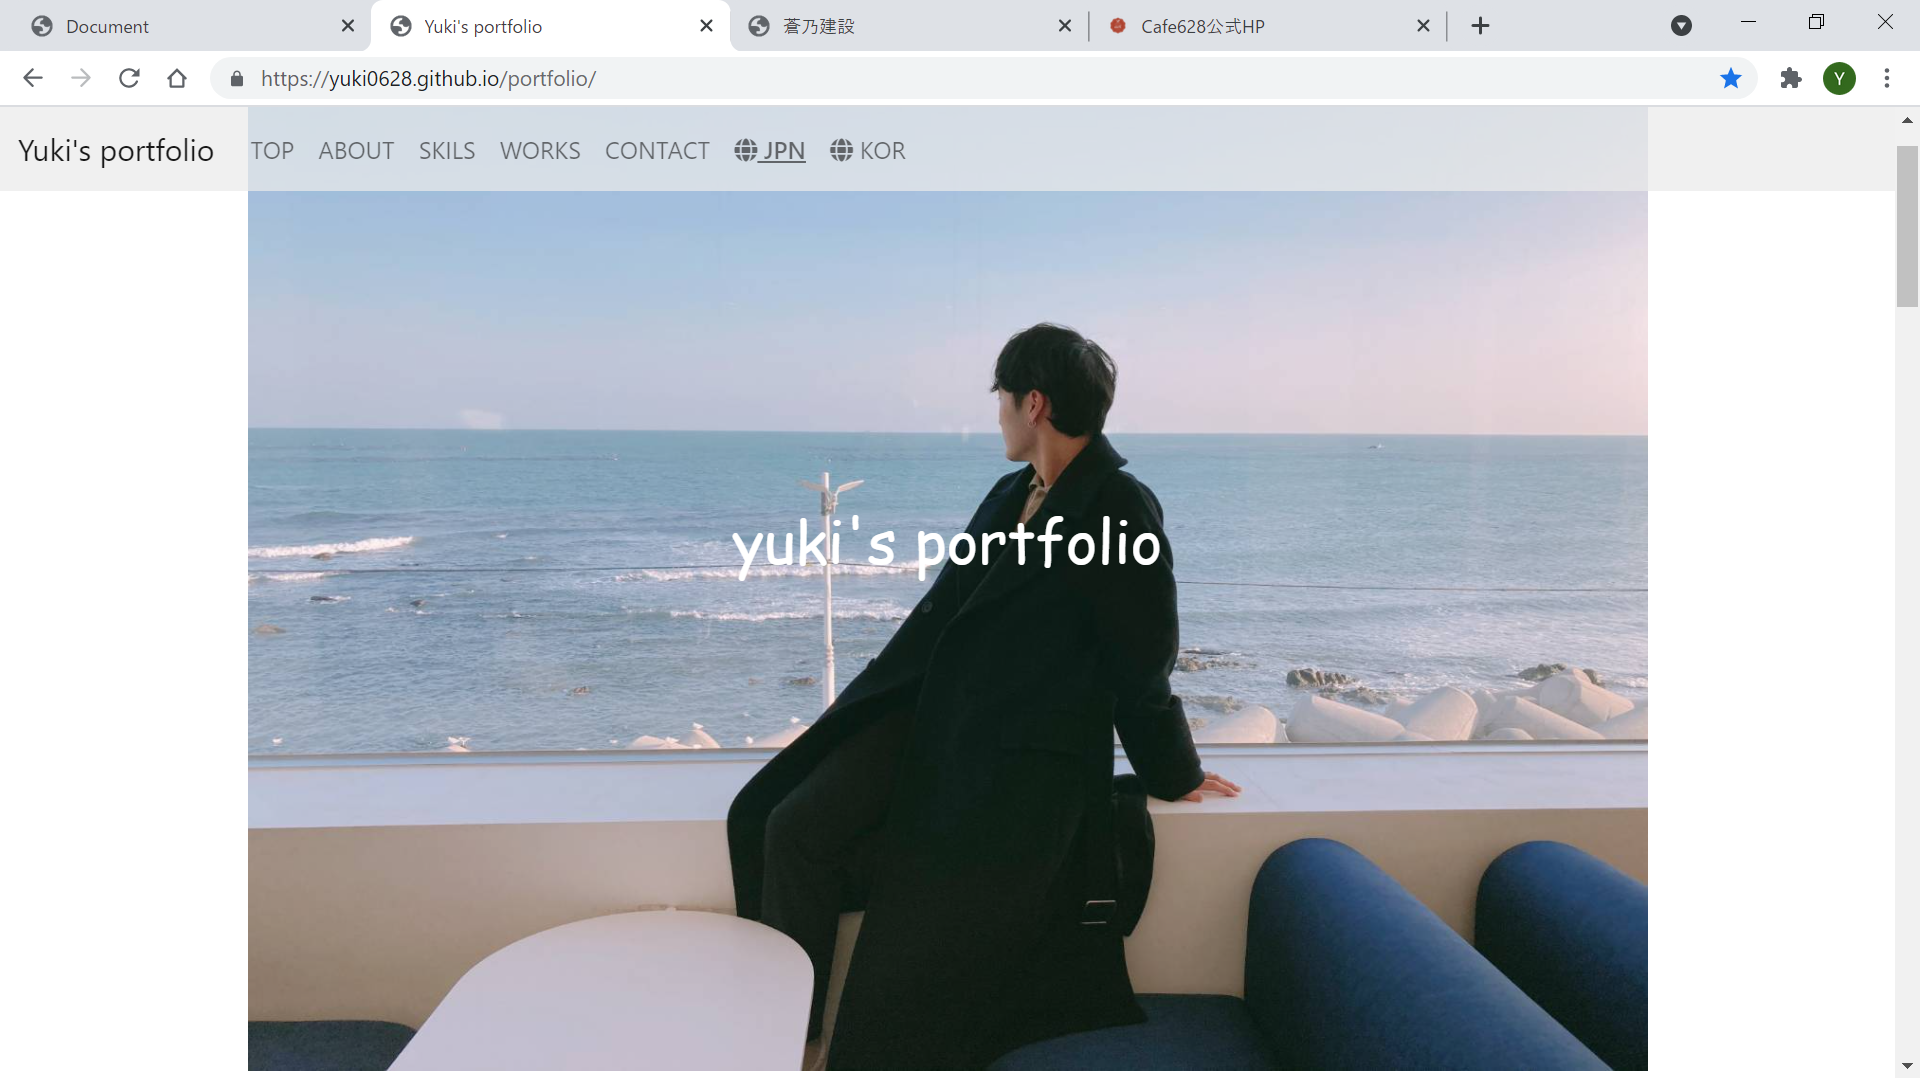 Document
Yuki's portfolio
蒼乃建設
Cafe628公式HP
https://yuki0628.github.io/portfolio/
Y
Yuki's portfolio
TOP ABOUT SKILS WORKS CONTACT JPN KOR
yuki's portfolio